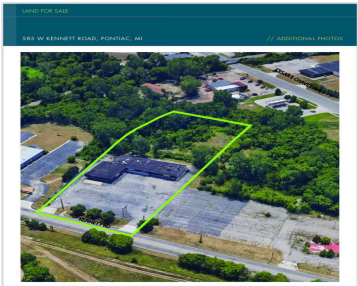 LAND FOR SALE
585 W KENNETT ROAD, PONTIAC, MI
// ADDITIONAL PHOTOS